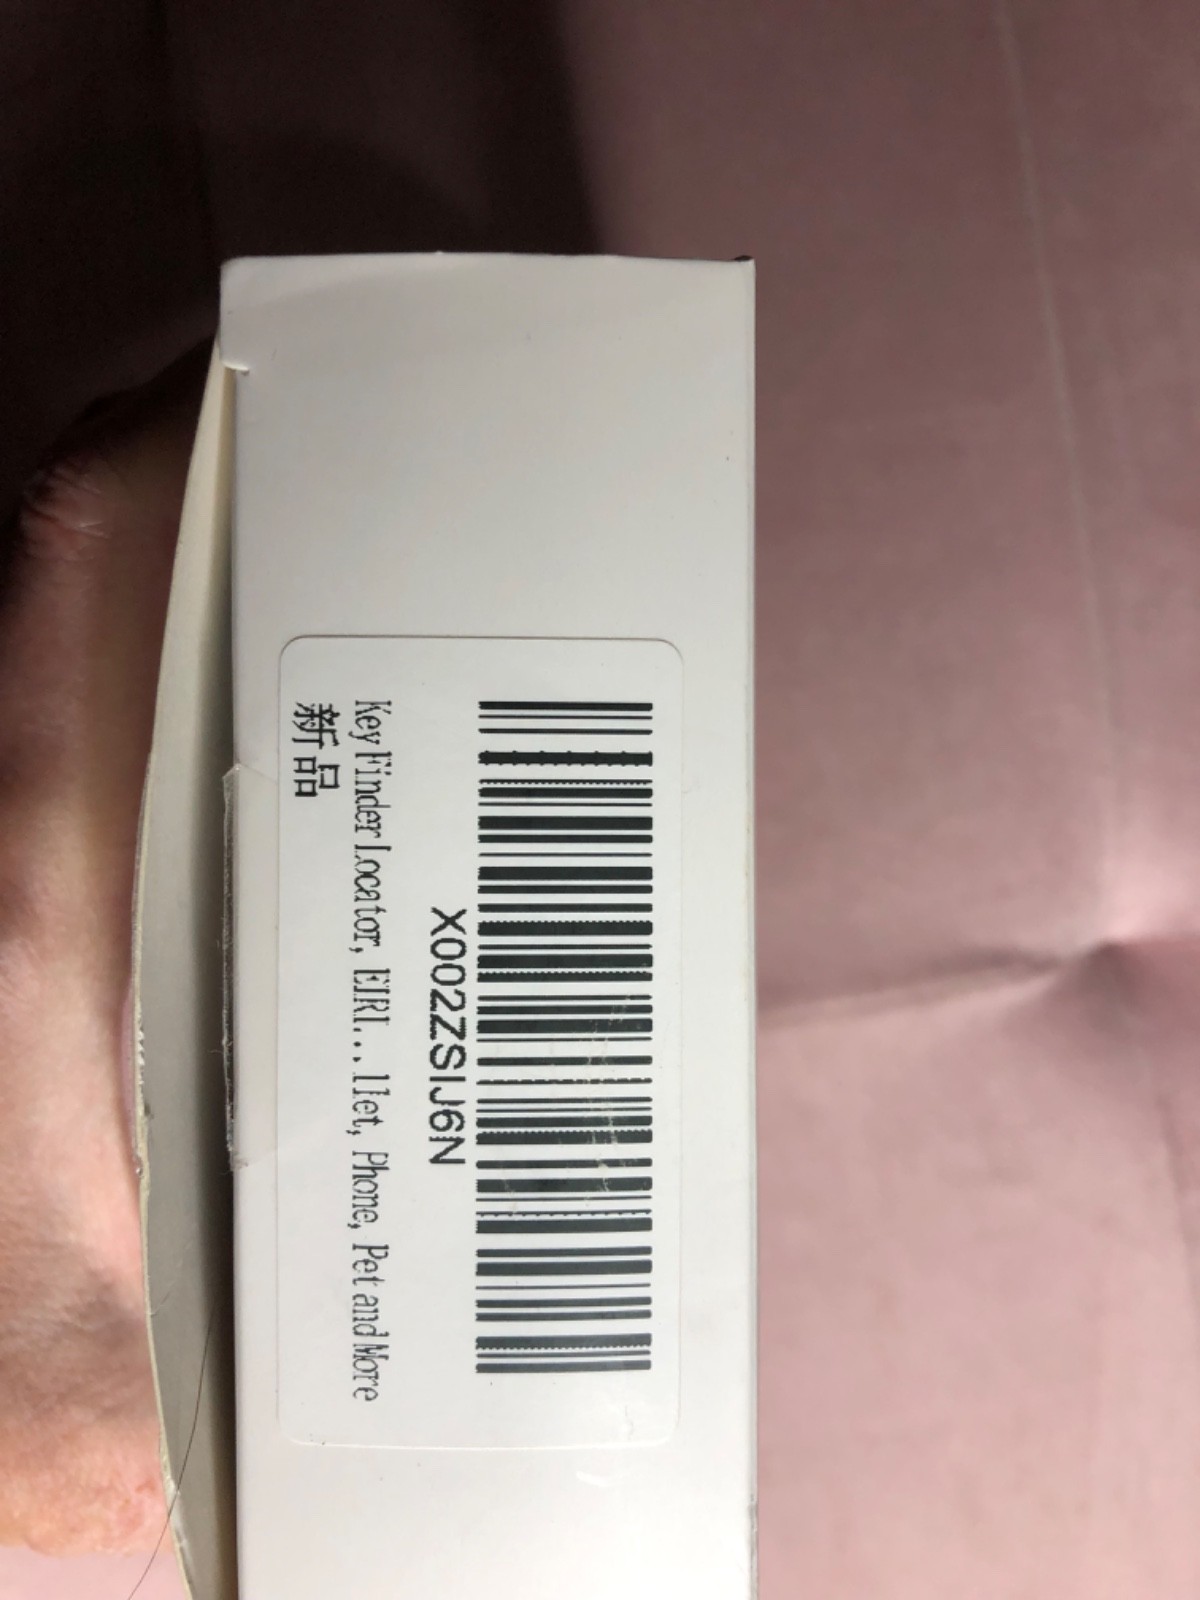 X002ZSIJ6N
Key Finder Locator, EIRI...llet, Phone, Pet and More
新品